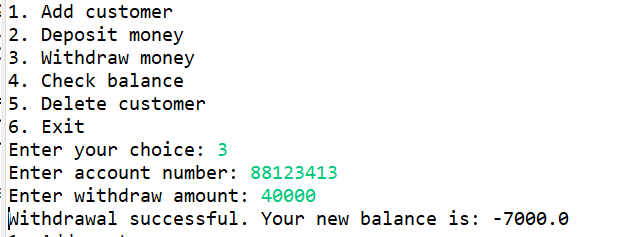 1. Add customer
2. Deposit money
3. Withdraw money
4. Check balance
5. Delete customer
6. Exit
Enter your choice: 3
Enter account number: 88123413
Enter withdraw amount: 40000
Withdrawal successful. Your new balance is: -7000.0